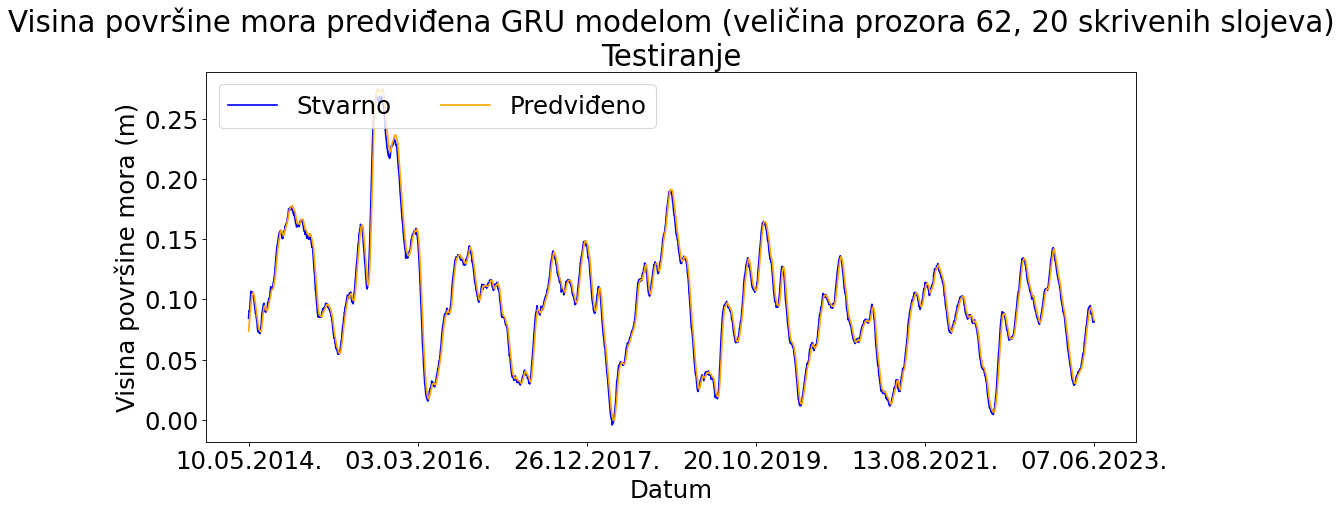 Visina površine mora predviđena GRU modelom (veličina prozora 62, 20 skrivenih slojeva)
Testiranje
Stvarno
Predviđeno
Visina površine mora (m)
0.25
0.20
0.15
0.10
0.05
0.00
10.05.2014.
03.03.2016.
26.12.2017.
20.10.2019.
13.08.2021.
07.06.2023.
Datum